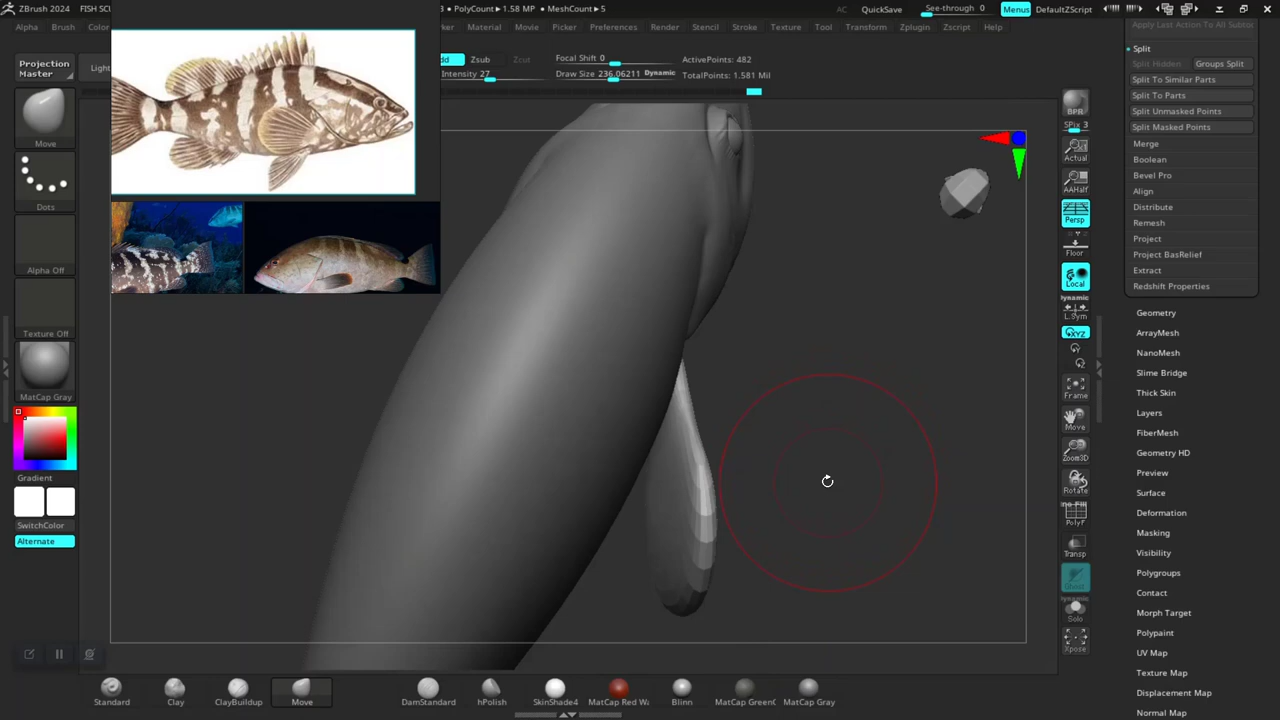 ZBrush 2024 FISH SC
3 • PolyCount➤1.58 MP • MeshCount➤5
AC QuickSave See-through 0 Menus DefaultZScript
Alpha Brush Color
ker Material Movie Picker Preferences Render Stencil Stroke Texture Tool Transform Zplugin Zscript Help
Projection
Master
Light
dd Zsub Zcut
Intensity 27
Focal Shift 0
Draw Size 236.06211 Dynamic
ActivePoints: 482
TotalPoints: 1.581 Mil
Move
Dots
Alpha Off
Texture Off
MatCap Gray
Gradient
SwitchColor
Alternate
BPR
SPix 3
Actual
AAHalf
Persp
Floor
Local
Dynamic
L.Sym
XYZ
Frame
Move
Zoom3D
Rotate
PolyF
Transp
Ghost
Dynamic
Solo
Xpose
Apply Last Action To All Subtoo
Split
Split Hidden Groups Split
Split To Similar Parts
Split To Parts
Split Unmasked Points
Split Masked Points
Merge
Boolean
Bevel Pro
Align
Distribute
Remesh
Project
Project BasRelief
Extract
Redshift Properties
Geometry
ArrayMesh
NanoMesh
Slime Bridge
Thick Skin
Layers
FiberMesh
Geometry HD
Preview
Surface
Deformation
Masking
Visibility
Polygroups
Contact
Morph Target
Polypaint
UV Map
Texture Map
Displacement Map
Normal Map
Standard Clay ClayBuildup Move DamStandard hPolish SkinShade4 MatCap Red Wa Blinn MatCap GreenC MatCap Gray